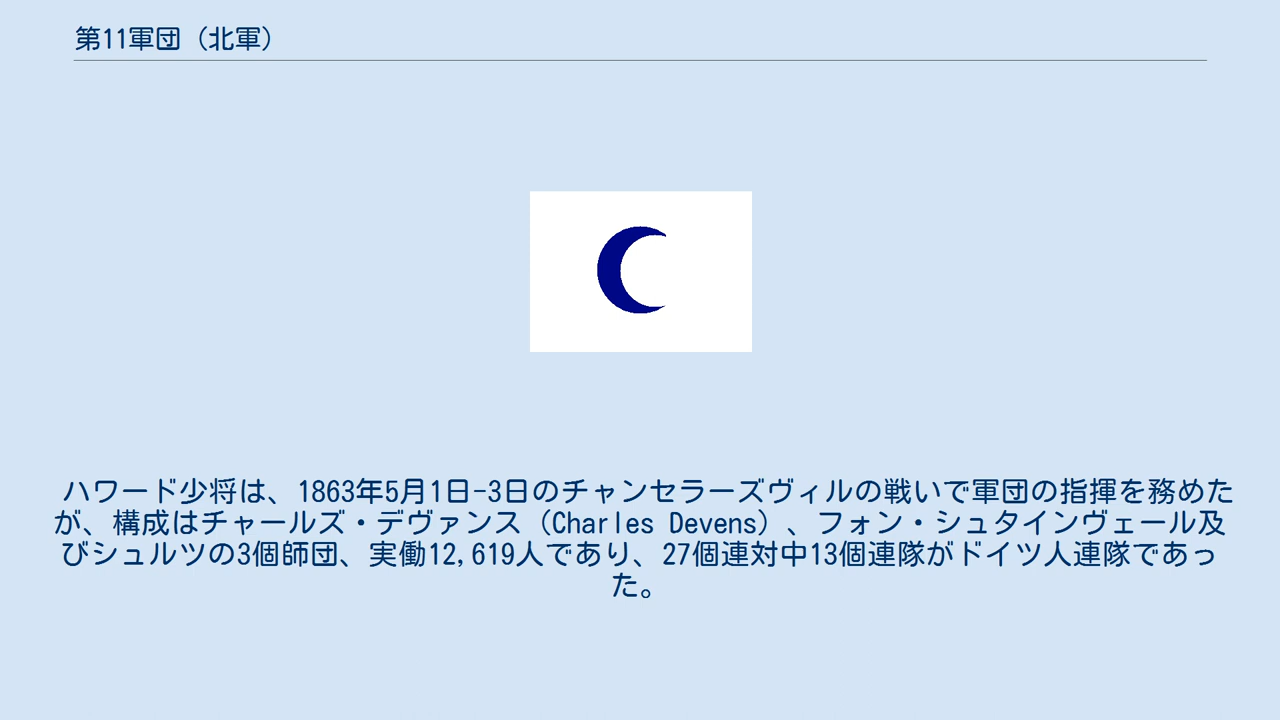 第11軍団（北軍）
ハワード少将は、1863年5月1日-3日のチャンセラーズヴィルの戦いで軍団の指揮を務めた
が、構成はチャールズ・デヴァンス（Charles Devens）、フォン・シュタインヴェール及
びシュルツの3個師団、実働12,619人であり、27個連対中13個連隊がドイツ人連隊であっ
た。